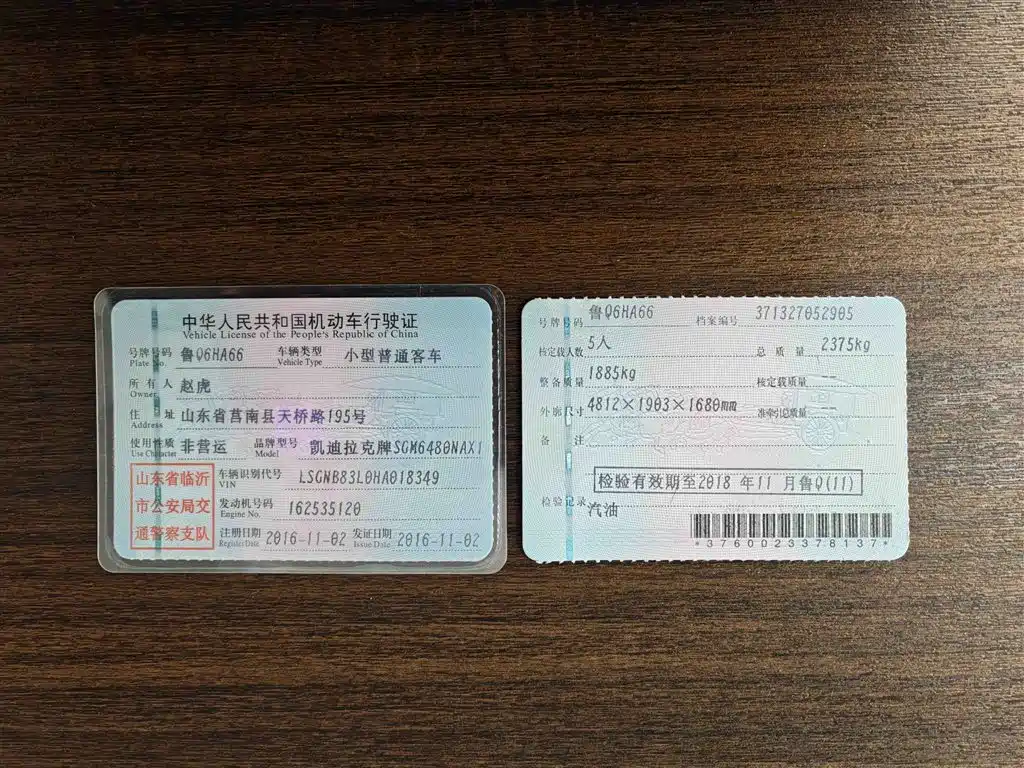 中华人民共和国机动车行驶证
Vehicle License of the People's Republic of China
号牌号码 鲁Q6HA66 车辆类型 小型普通客车
Plate No. Vehicle Type
所有人 赵虎
Owner
住址 山东省莒南县天桥路195号
Address
使用性质 非营运 品牌型号 凯迪拉克牌SGM6480NAX1
Use Character Model
山东省临沂
市公安局交
通警察支队
车辆识别代号 LSGNB83L0HA018349
VIN
发动机号码 162535120
Engine No.
注册日期 2016-11-02 发证日期 2016-11-02
Register Date Issue Date
号牌号码 鲁Q6HA66 档案编号 371327052905
核定载人数 5人 总质量 2375kg
整备质量 1885kg 核定载质量 --
外廓尺寸 4812×1903×1680 准牵引总质量 --
备注
检验有效期至2018 年11 月鲁Q(11)
检验记录
汽油
*3760023378137*